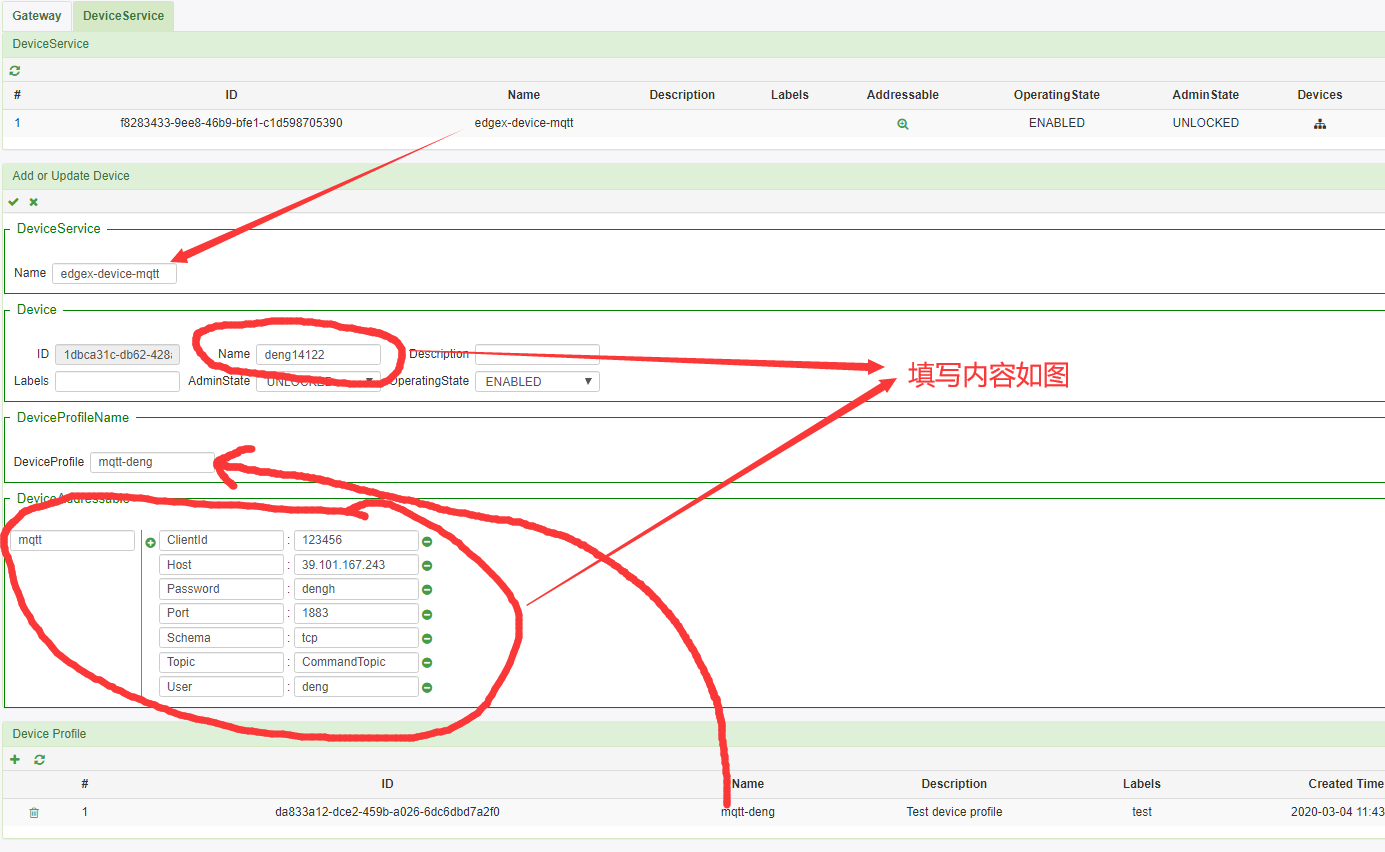 Gateway DeviceService
DeviceService
# ID Name Description Labels Addressable OperatingState AdminState Devices
1 f8283433-9ee8-46b9-bfe1-c1d598705390 edgex-device-mqtt ENABLED UNLOCKED
Add or Update Device
DeviceService
Name edgex-device-mqtt
Device
ID 1dbca31c-db62-428 Name deng14122 Description
Labels AdminState UNLOCKED OperatingState ENABLED
填写内容如图
DeviceProfileName
DeviceProfile mqtt-deng
DeviceAddressable
mqtt ClientId : 123456
Host : 39.101.167.243
Password : dengh
Port : 1883
Schema : tcp
Topic : CommandTopic
User : deng
Device Profile
# ID Name Description Labels Created Time
1 da833a12-dce2-459b-a026-6dc6dbd7a2f0 mqtt-deng Test device profile test 2020-03-04 11:43